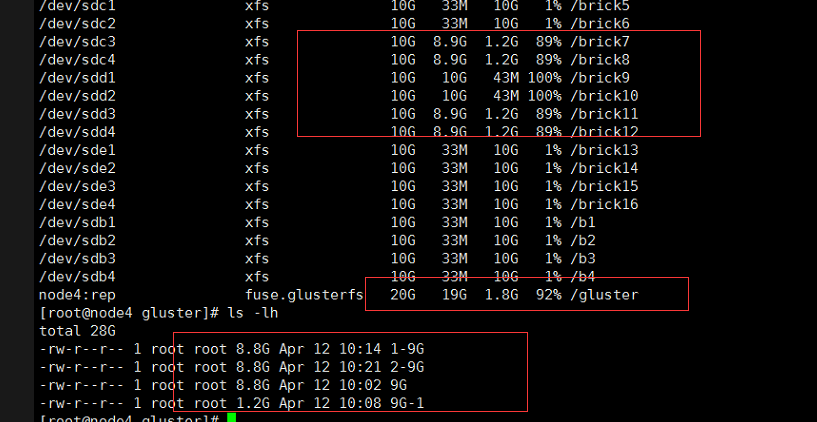 /dev/sdc1 xfs 10G 33M 10G 1% /brick5
/dev/sdc2 xfs 10G 33M 10G 1% /brick6
/dev/sdc3 xfs 10G 8.9G 1.2G 89% /brick7
/dev/sdc4 xfs 10G 8.9G 1.2G 89% /brick8
/dev/sdd1 xfs 10G 10G 43M 100% /brick9
/dev/sdd2 xfs 10G 10G 43M 100% /brick10
/dev/sdd3 xfs 10G 8.9G 1.2G 89% /brick11
/dev/sdd4 xfs 10G 8.9G 1.2G 89% /brick12
/dev/sde1 xfs 10G 33M 10G 1% /brick13
/dev/sde2 xfs 10G 33M 10G 1% /brick14
/dev/sde3 xfs 10G 33M 10G 1% /brick15
/dev/sde4 xfs 10G 33M 10G 1% /brick16
/dev/sdb1 xfs 10G 33M 10G 1% /b1
/dev/sdb2 xfs 10G 33M 10G 1% /b2
/dev/sdb3 xfs 10G 33M 10G 1% /b3
/dev/sdb4 xfs 10G 33M 10G 1% /b4
node4:rep fuse.glusterfs 20G 19G 1.8G 92% /gluster
[root@node4 gluster]# ls -lh
total 28G
-rw-r--r-- 1 root root 8.8G Apr 12 10:14 1-9G
-rw-r--r-- 1 root root 8.8G Apr 12 10:21 2-9G
-rw-r--r-- 1 root root 8.8G Apr 12 10:02 9G
-rw-r--r-- 1 root root 1.2G Apr 12 10:08 9G-1
[root@node4 gluster]#